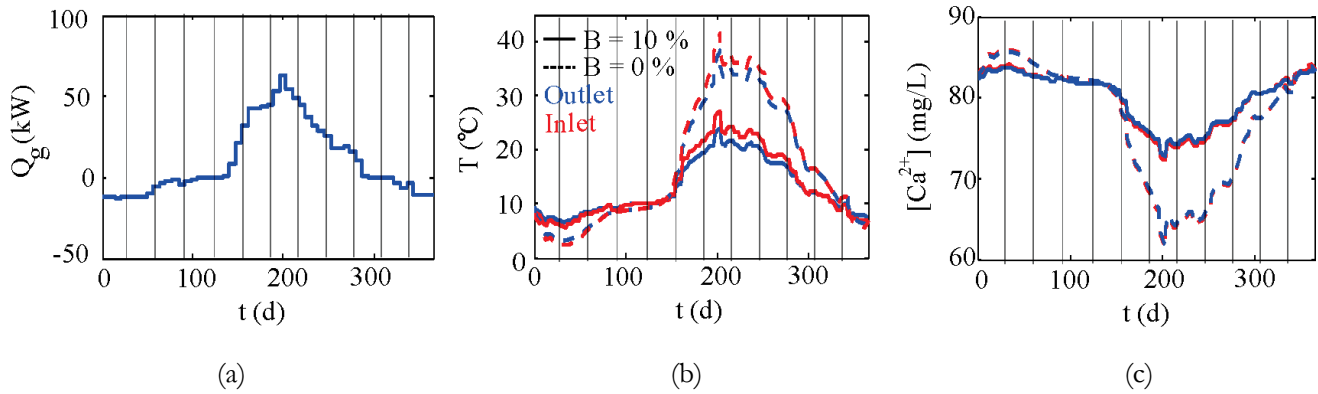 100
50
0
-50
Q_g (kW)
0 100 200 300
t (d)
(a)
40
30
20
10
0
T (°C)
B = 10 %
B = 0 %
Outlet
Inlet
0 100 200 300
t (d)
(b)
90
80
70
60
[Ca²⁺] (mg/L)
0 100 200 300
t (d)
(c)